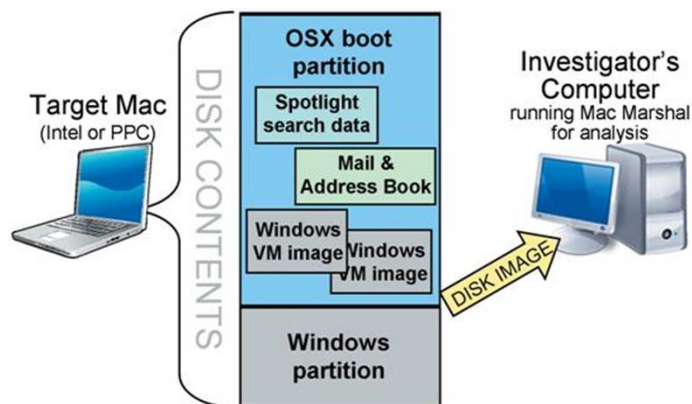 Target Mac
(Intel or PPC)
DISK CONTENTS
OSX boot
partition
Spotlight
search data
Mail &
Address Book
Windows
VM image
Windows
VM image
Windows
partition
DISK IMAGE
Investigator's
Computer
running Mac Marshal
for analysis